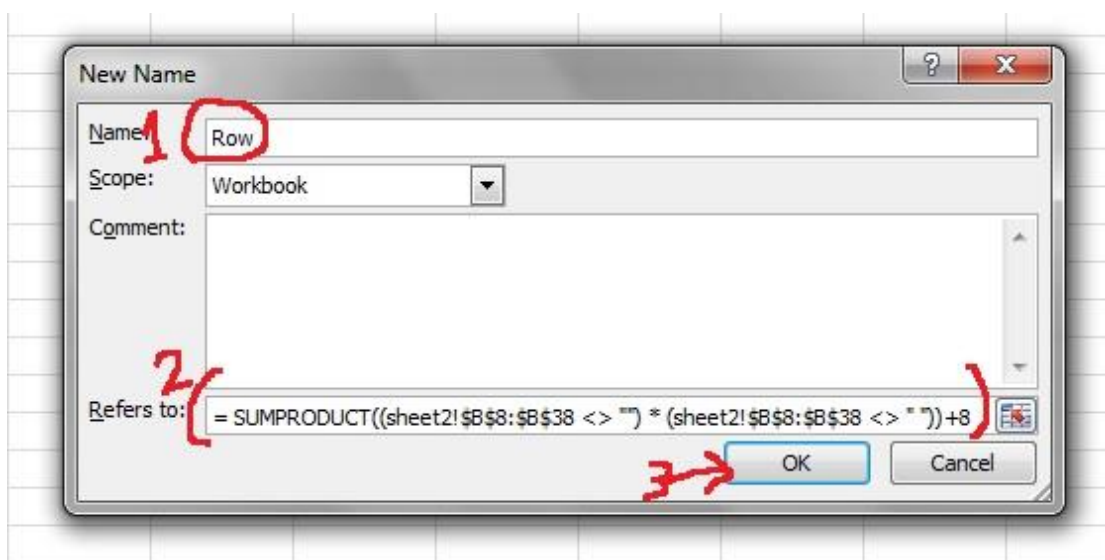 New Name
?
X
Name:
1
Row
Scope:
Workbook
Comment:
2
Refers to:
( = SUMPRODUCT((sheet2!$B$8:$B$38 <> "") * (sheet2!$B$8:$B$38 <> " "))+8 )
3
OK
Cancel